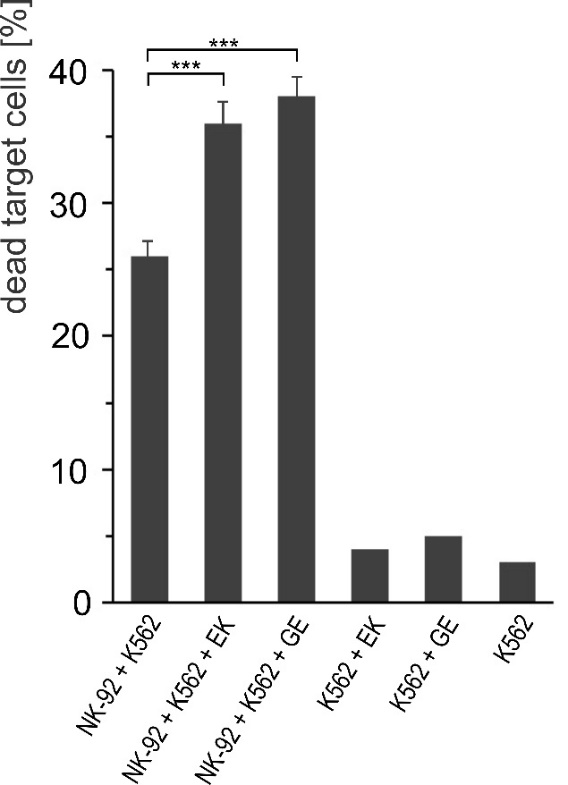 dead target cells [%]
***
***
40
30
20
10
0
NK-92 + K562
NK-92 + K562 + EK
NK-92 + K562 + GE
K562 + EK
K562 + GE
K562